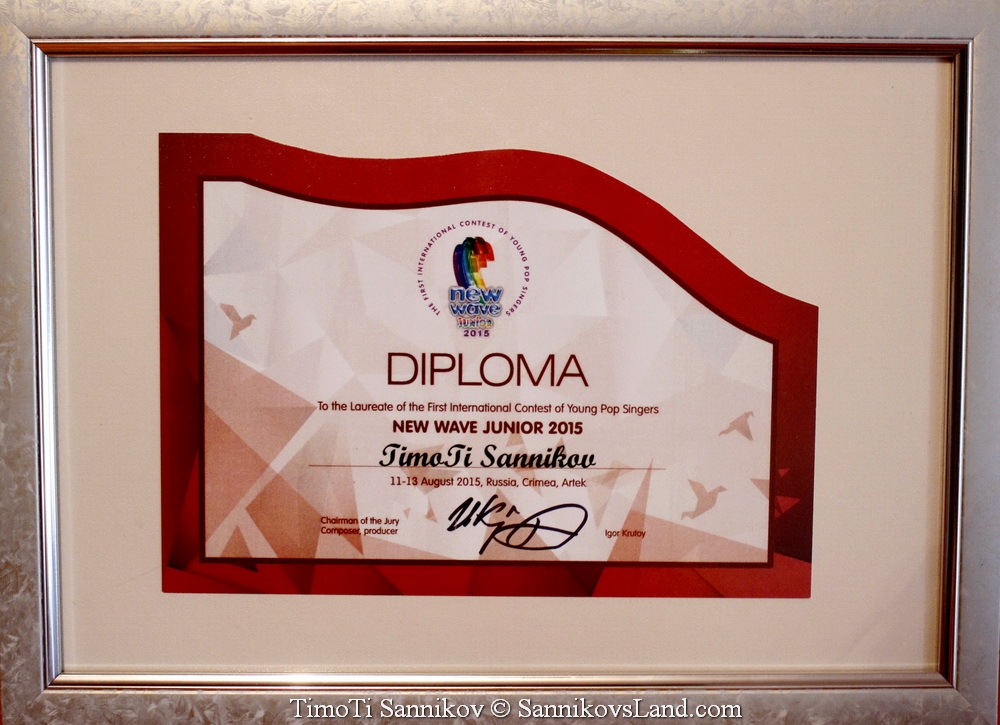 THE FIRST INTERNATIONAL CONTEST OF YOUNG POP SINGERS
new
wave
junior
2015
DIPLOMA
To the Laureate of the First International Contest of Young Pop Singers
NEW WAVE JUNIOR 2015
TimoTi Sannikov
11-13 August 2015, Russia, Crimea, Artek
Chairman of the Jury
Composer, producer
Igor Krutoy
TimoTi Sannikov © SannikovsLand.com